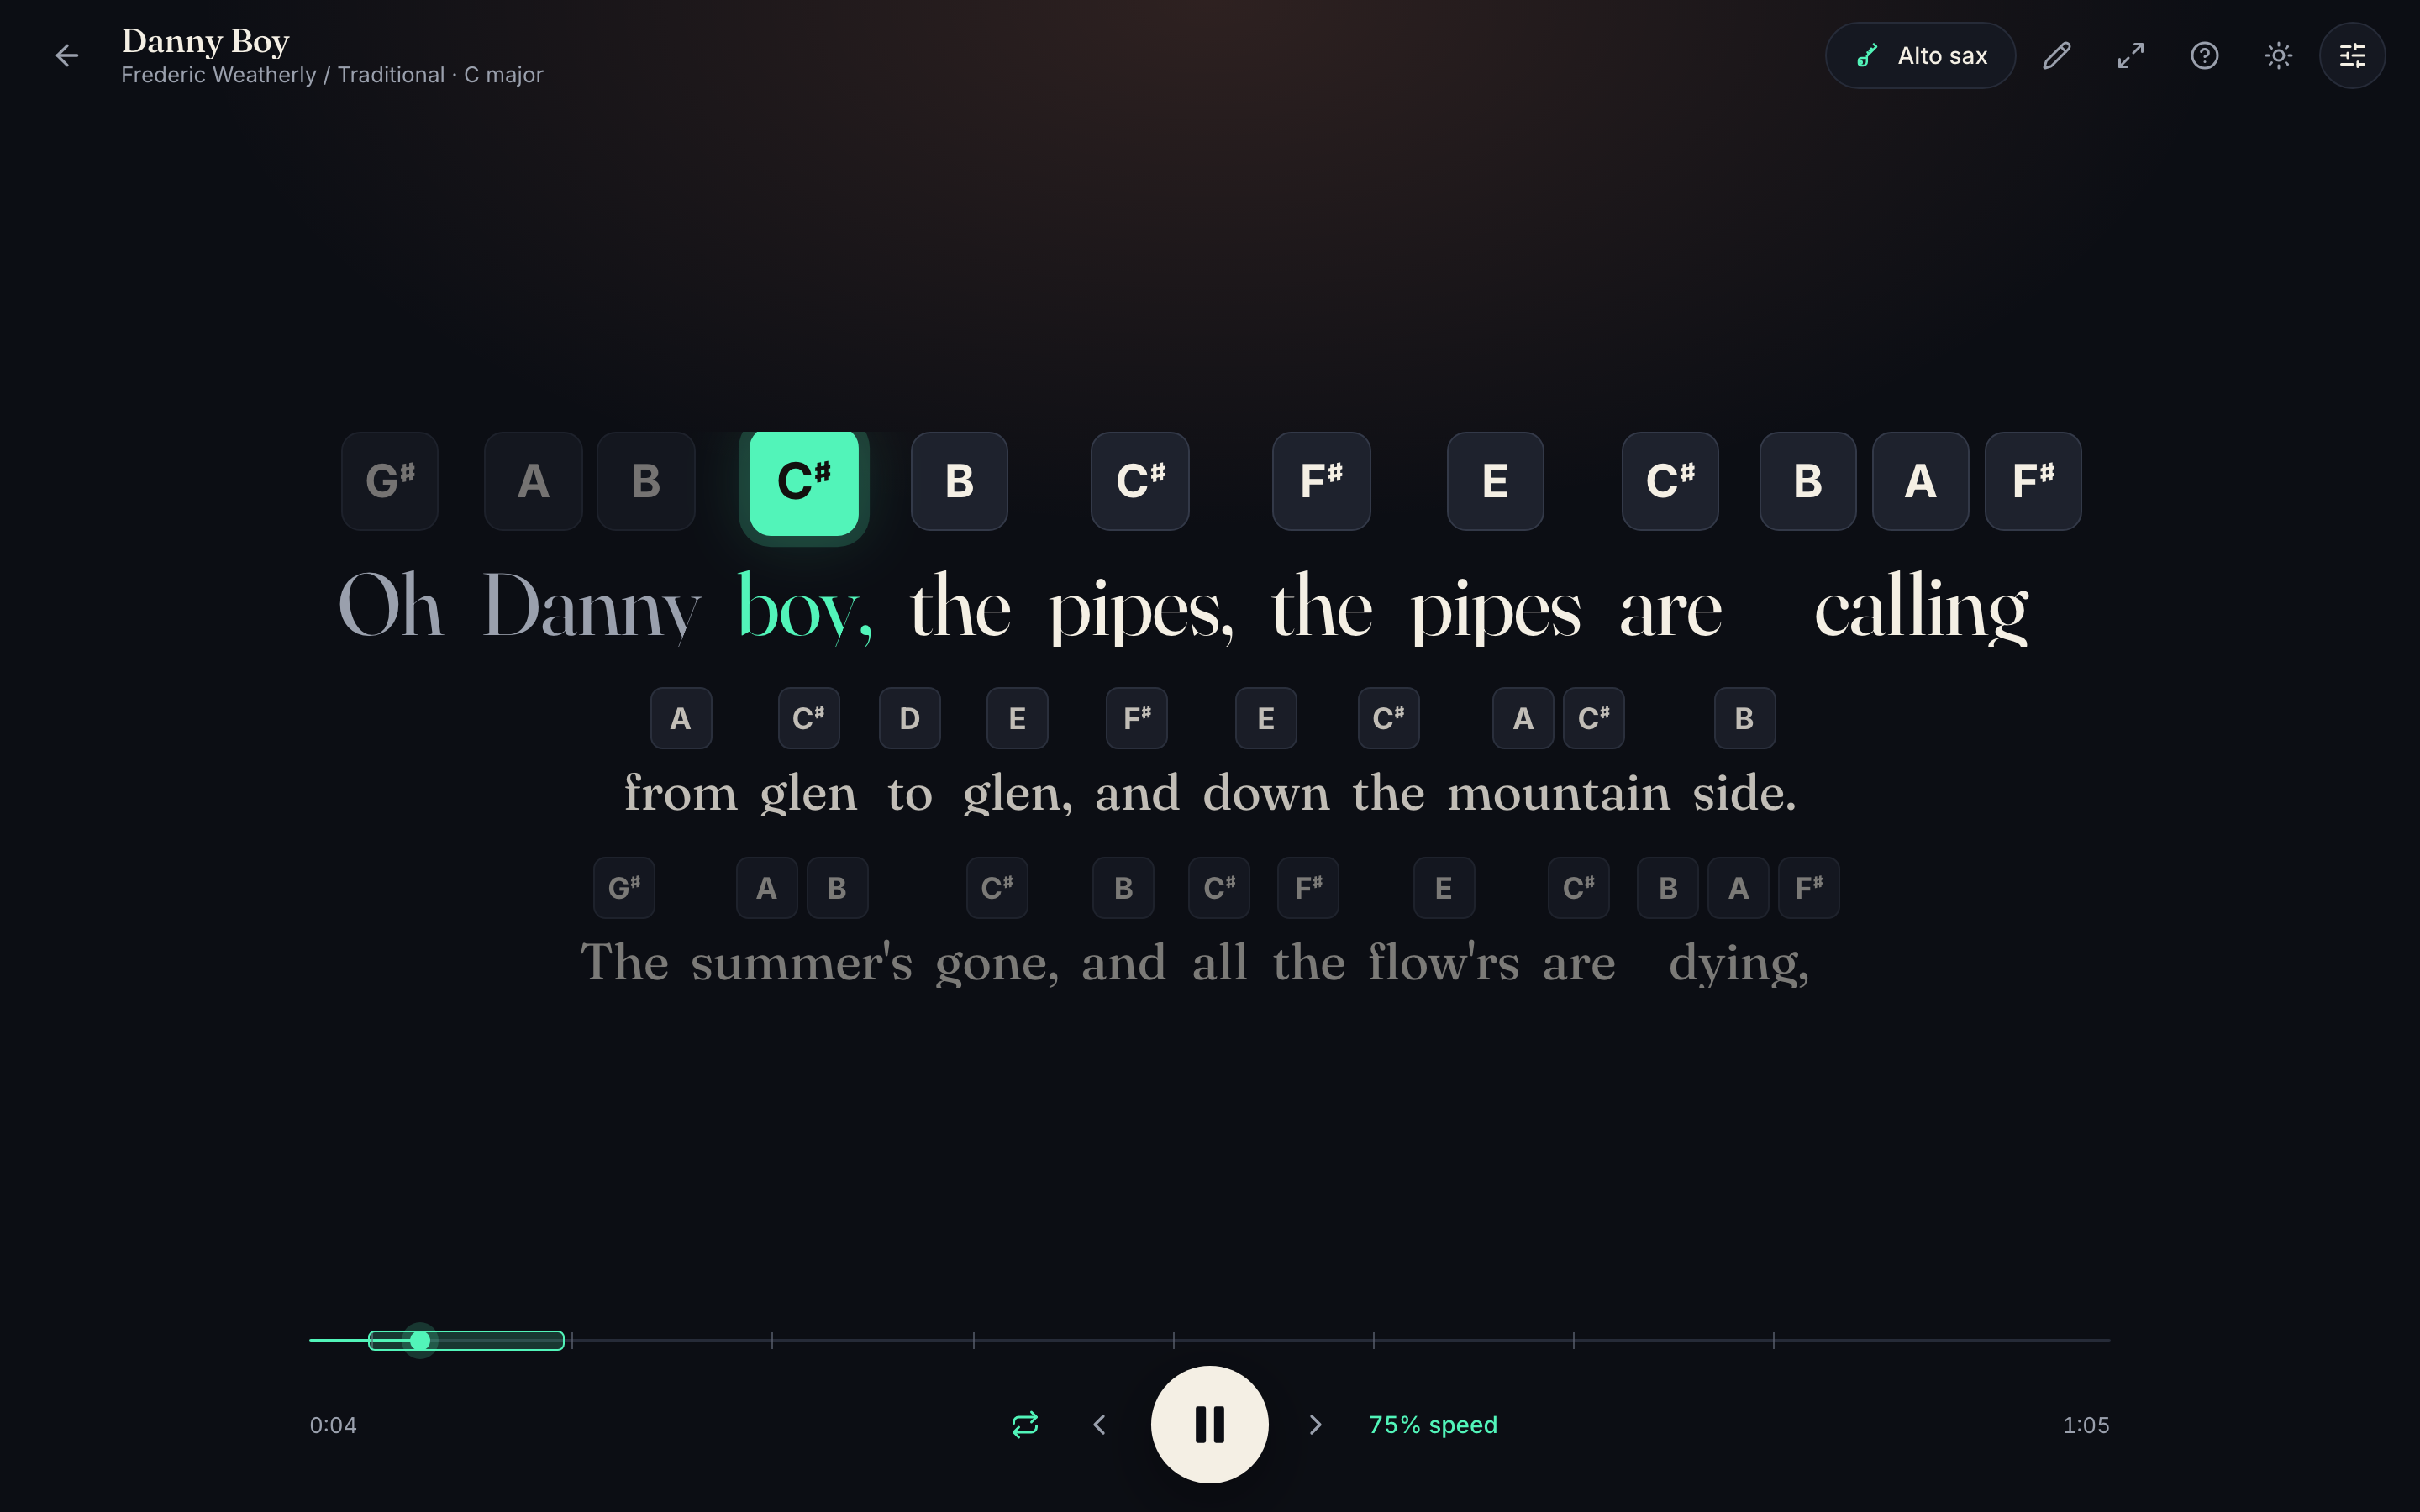 Danny Boy
Frederic Weatherly / Traditional · C major
Alto sax
G# A B C# B C# F# E C# B A F#
Oh Danny boy, the pipes, the pipes are calling
A C# D E F# E C# A C# B
from glen to glen, and down the mountain side.
G# A B C# B C# F# E C# B A F#
The summer's gone, and all the flow'rs are dying,
0:04
75% speed
1:05